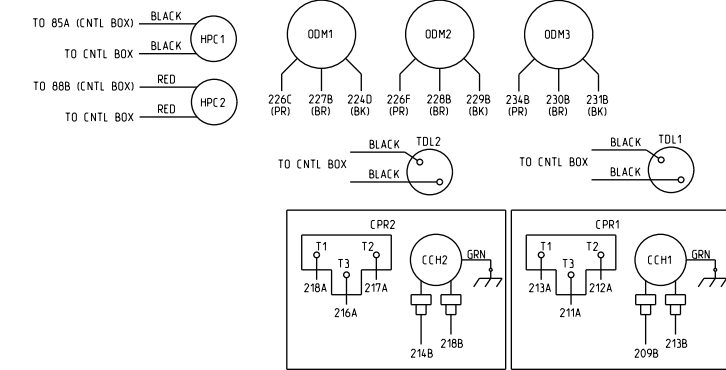 TO 85A (CNTL BOX) BLACK
HPC1
TO CNTL BOX BLACK
TO 88B (CNTL BOX) RED
HPC2
TO CNTL BOX RED
ODM1
226C 227B 224D
(PR) (BR) (BK)
ODM2
226F 228B 229B
(PR) (BR) (BK)
ODM3
234B 230B 231B
(PR) (BR) (BK)
TDL2
BLACK
TO CNTL BOX
BLACK
TDL1
BLACK
TO CNTL BOX
BLACK
CPR2
T1 T2
T3
218A 217A
216A
CCH2
GRN
218B
214B
CPR1
T1 T2
T3
213A 212A
211A
CCH1
GRN
213B
209B